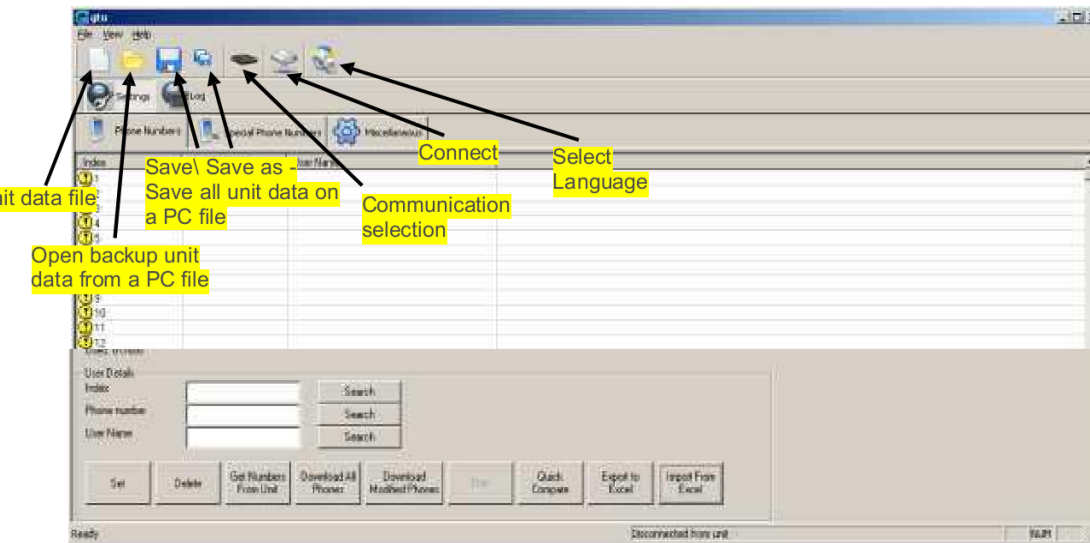 File View Help
Settings Log
Phone Numbers Special Phone Numbers Miscellaneous
Index User Name
Connect
Select
Language
Save\ Save as -
Save all unit data on
a PC file
unit data file
Communication
selection
Open backup unit
data from a PC file
1
4
5
9
10
11
12
User Details
Index Search
Phone number Search
User Name Search
Set Delete Get Numbers From Unit Download All Phones Download Modified Phones Quick Compare Export to Excel Import From Excel
Ready Disconnected from unit NUM